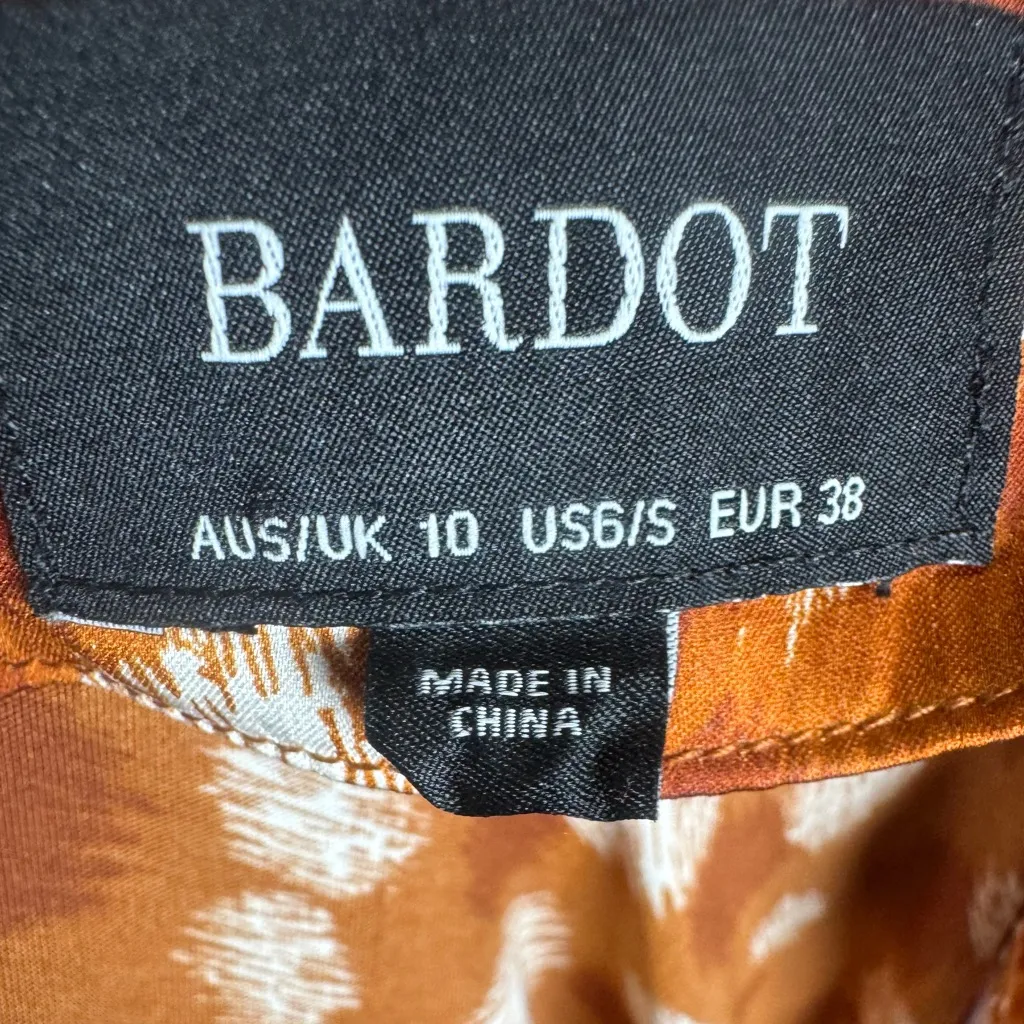 BARDOT
AUS/UK 10 US6/S EUR 38
MADE IN
CHINA